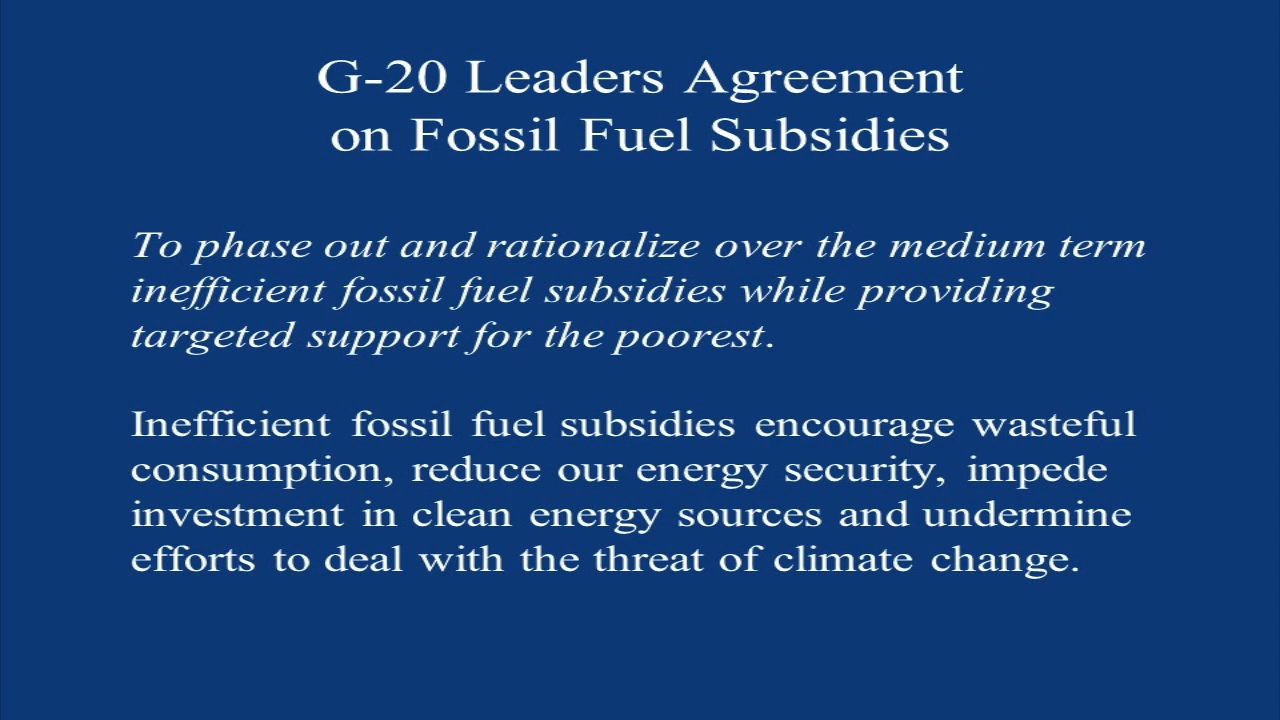 G-20 Leaders Agreement
on Fossil Fuel Subsidies
To phase out and rationalize over the medium term
inefficient fossil fuel subsidies while providing
targeted support for the poorest.
Inefficient fossil fuel subsidies encourage wasteful
consumption, reduce our energy security, impede
investment in clean energy sources and undermine
efforts to deal with the threat of climate change.